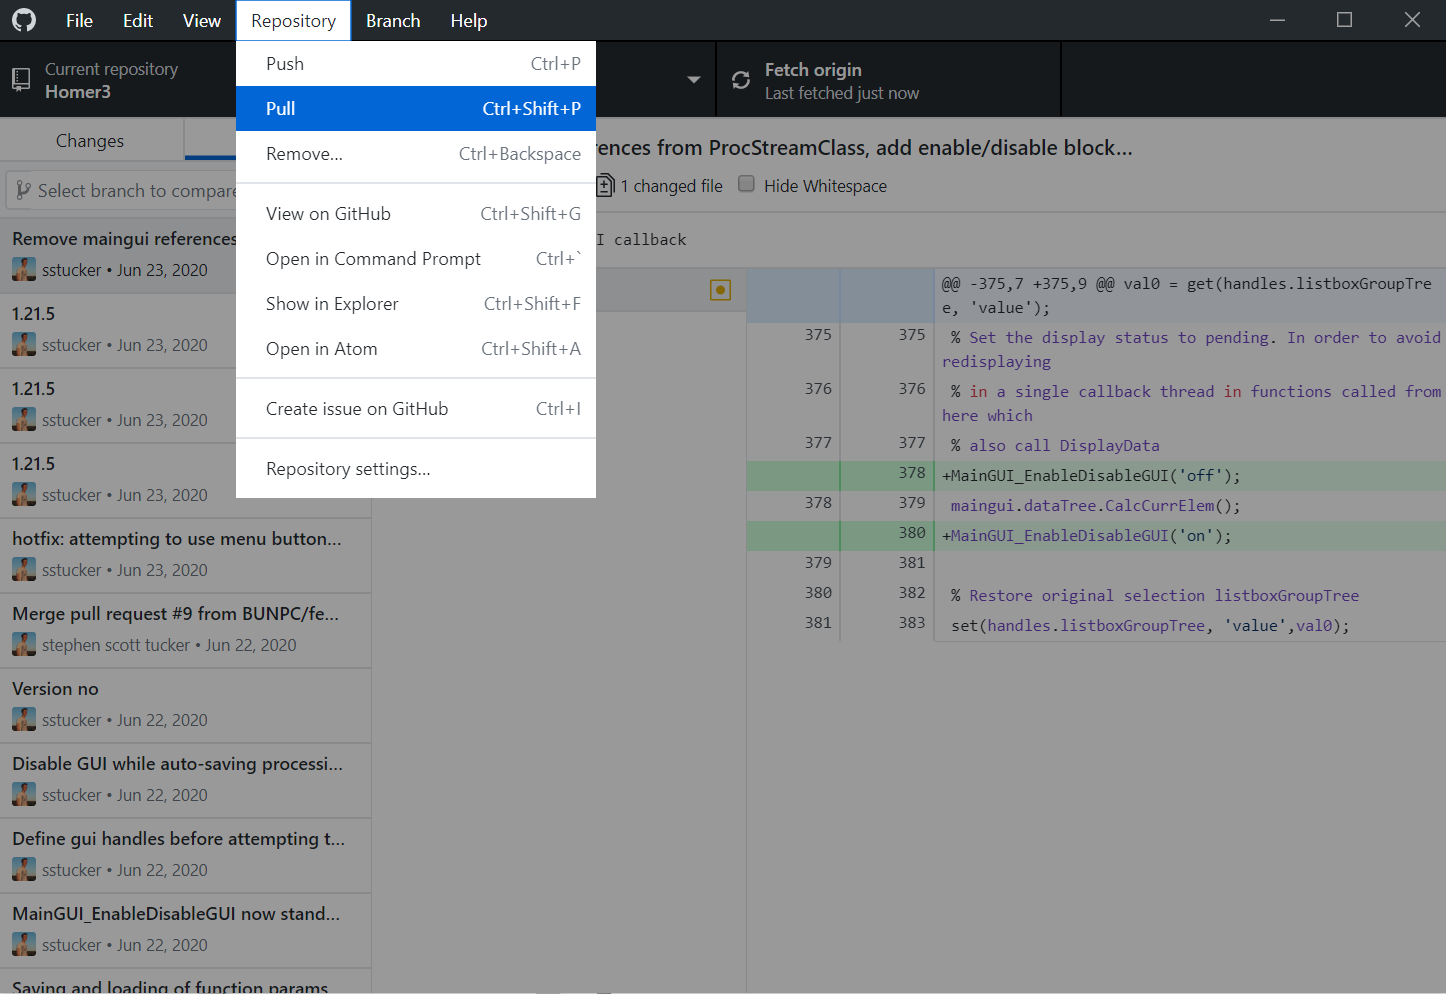 File Edit View Repository Branch Help
Current repository
Homer3
Fetch origin
Last fetched just now
Push Ctrl+P
Pull Ctrl+Shift+P
Remove... Ctrl+Backspace
View on GitHub Ctrl+Shift+G
Open in Command Prompt Ctrl+`
Show in Explorer Ctrl+Shift+F
Open in Atom Ctrl+Shift+A
Create issue on GitHub Ctrl+I
Repository settings...
Changes
Select branch to compare
Remove maingui references
sstucker • Jun 23, 2020
1.21.5
sstucker • Jun 23, 2020
1.21.5
sstucker • Jun 23, 2020
1.21.5
sstucker • Jun 23, 2020
hotfix: attempting to use menu button...
sstucker • Jun 23, 2020
Merge pull request #9 from BUNPC/fe...
stephen scott tucker • Jun 22, 2020
Version no
sstucker • Jun 22, 2020
Disable GUI while auto-saving processi...
sstucker • Jun 22, 2020
Define gui handles before attempting t...
sstucker • Jun 22, 2020
MainGUI_EnableDisableGUI now stand...
sstucker • Jun 22, 2020
Saving and loading of function params
rences from ProcStreamClass, add enable/disable block...
1 changed file Hide Whitespace
I callback
@@ -375,7 +375,9 @@ val0 = get(handles.listboxGroupTre
e, 'value');
375 375 % Set the display status to pending. In order to avoid
redisplaying
376 376 % in a single callback thread in functions called from
here which
377 377 % also call DisplayData
378 +MainGUI_EnableDisableGUI('off');
378 379 maingui.dataTree.CalcCurrElem();
380 +MainGUI_EnableDisableGUI('on');
379 381
380 382 % Restore original selection listboxGroupTree
381 383 set(handles.listboxGroupTree, 'value',val0);